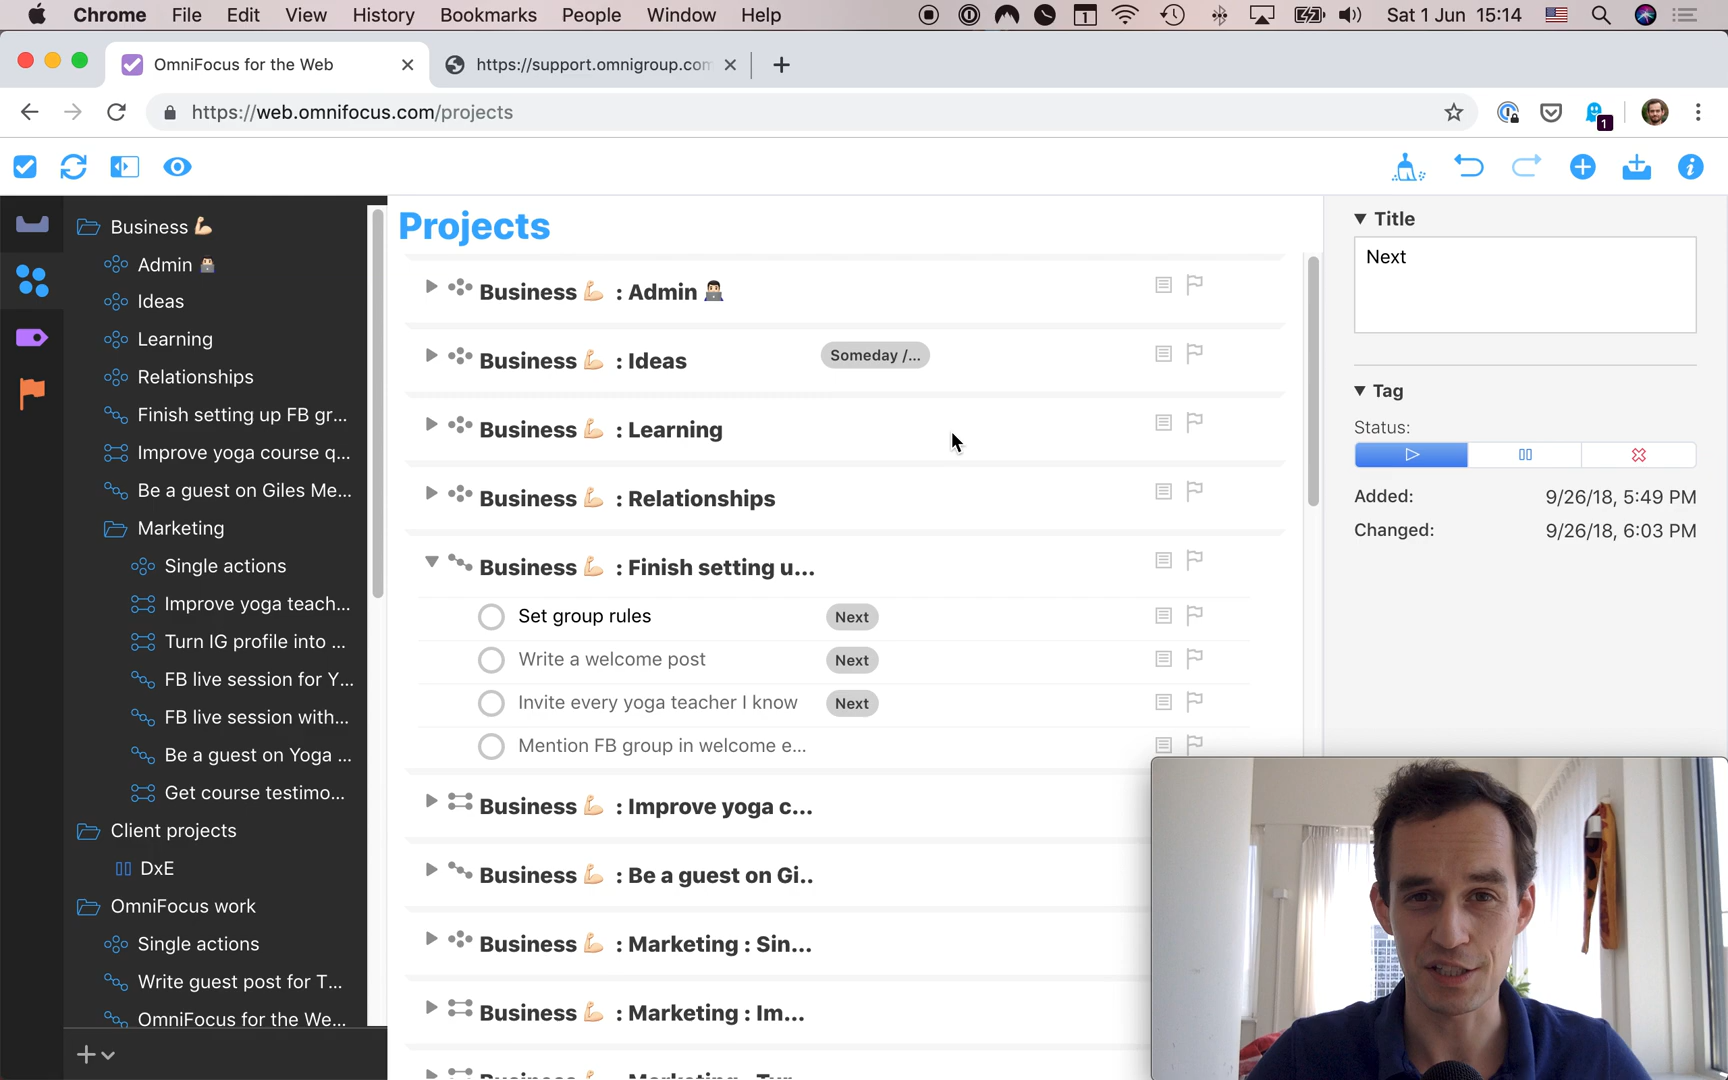 Chrome File Edit View History Bookmarks People Window Help
1
Sat 1 Jun 15:14
OmniFocus for the Web
https://support.omnigroup.com
https://web.omnifocus.com/projects
1
Business
Admin
Ideas
Learning
Relationships
Finish setting up FB gr...
Improve yoga course q...
Be a guest on Giles Me...
Marketing
Single actions
Improve yoga teach...
Turn IG profile into ...
FB live session for Y...
FB live session with...
Be a guest on Yoga ...
Get course testimo...
Client projects
DxE
OmniFocus work
Single actions
Write guest post for T...
OmniFocus for the We...
Projects
Business : Admin
Business : Ideas
Someday /...
Business : Learning
Business : Relationships
Business : Finish setting u...
Set group rules
Next
Write a welcome post
Next
Invite every yoga teacher I know
Next
Mention FB group in welcome e...
Business : Improve yoga c...
Business : Be a guest on Gi..
Business : Marketing : Sin...
Business : Marketing : Im...
Title
Next
Tag
Status:
Added: 9/26/18, 5:49 PM
Changed: 9/26/18, 6:03 PM